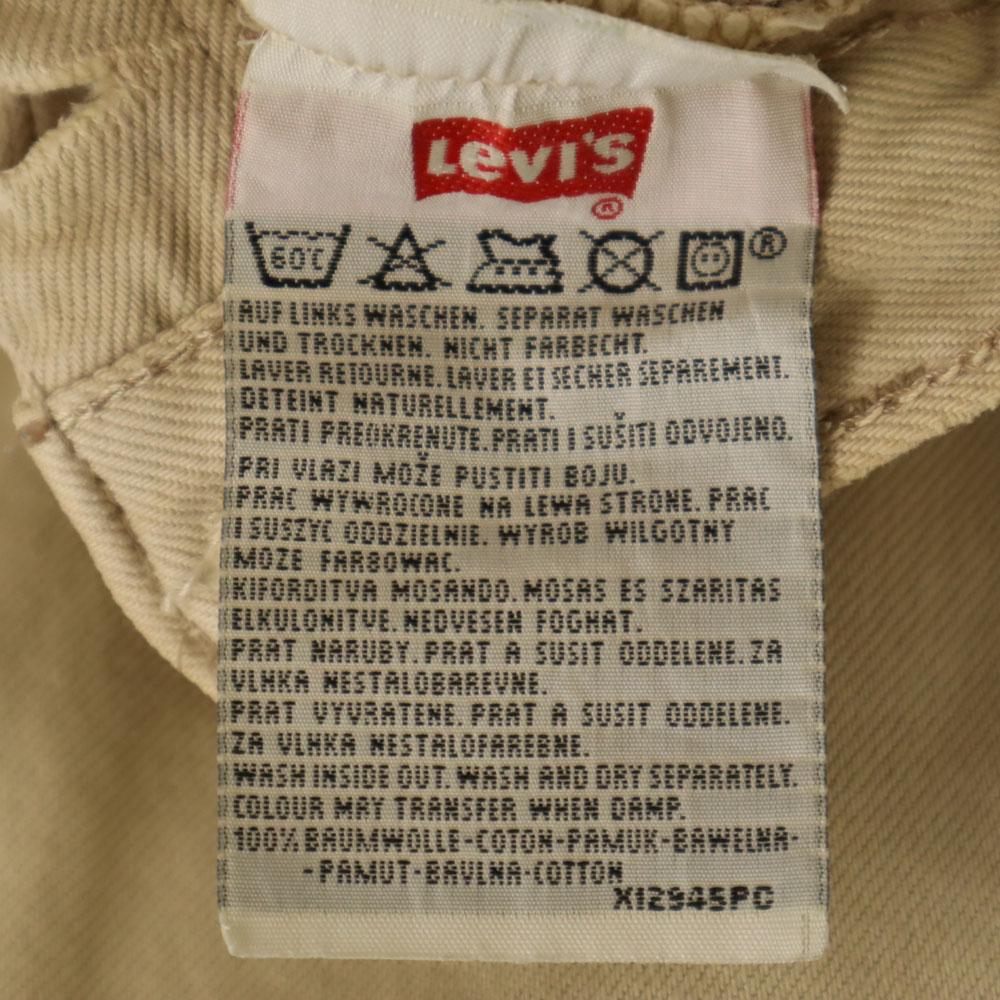 Levi's
®
60°C
®
AUF LINKS WASCHEN. SEPARAT WASCHEN
UND TROCKNEN. NICHT FARBECHT.
LAVER RETOURNE. LAVER ET SECHER SEPAREMENT.
DETEINT NATURELLEMENT.
PRATI PREOKRENUTE. PRATI I SUŠITI ODVOJENO.
PRI VLAZI MOŽE PUSTITI BOJU.
PRAC WYWROCONE NA LEWA STRONE. PRAC
I SUSZYC ODDZIELNIE. WYROB WILGOTNY
MOZE FARBOWAC.
KIFORDITVA MOSANDO. MOSAS ES SZARITAS
ELKULONITVE. NEDVESEN FOGHAT.
PRAT NARUBY. PRAT A SUSIT ODDELENE. ZA
VLHKA NESTALOBAREVNE.
PRAT VYVRATENE. PRAT A SUSIT ODDELENE.
ZA VLHKA NESTALOFAREBNE.
WASH INSIDE OUT. WASH AND DRY SEPARATELY.
COLOUR MAY TRANSFER WHEN DAMP.
100% BAUMWOLLE-COTON-PAMUK-BAWELNA-
-PAMUT-BAVLNA-COTTON
X12945PC